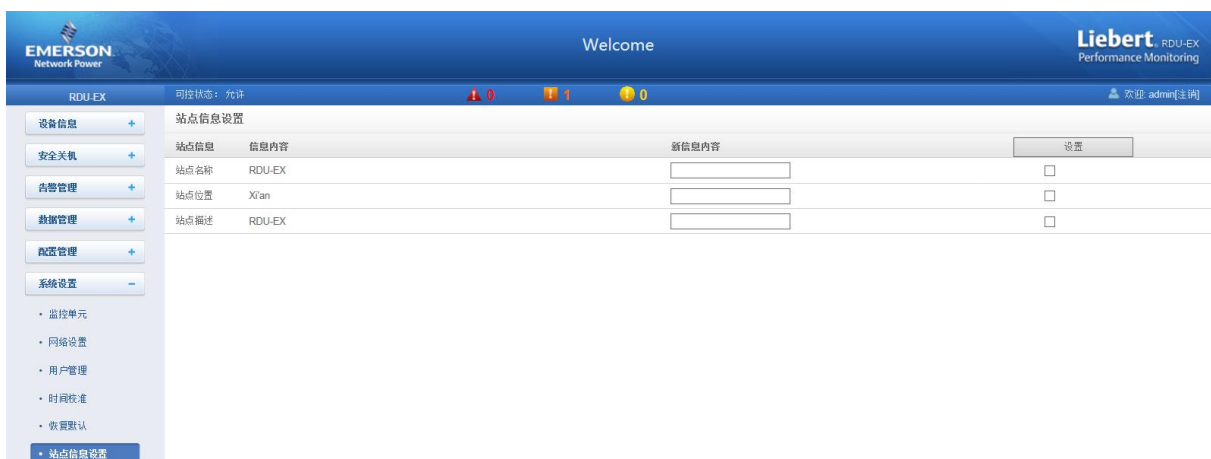 EMERSON.
Network Power
Welcome
Liebert. RDU-EX
Performance Monitoring
RDU-EX
可控状态：允许
0
1
0
欢迎: admin[注销]
设备信息 +
安全关机 +
告警管理 +
数据管理 +
配置管理 +
系统设置 −
• 监控单元
• 网络设置
• 用户管理
• 时间校准
• 恢复默认
• 站点信息设置
站点信息设置
站点信息 信息内容 新信息内容 设置
站点名称 RDU-EX
站点位置 Xi'an
站点描述 RDU-EX